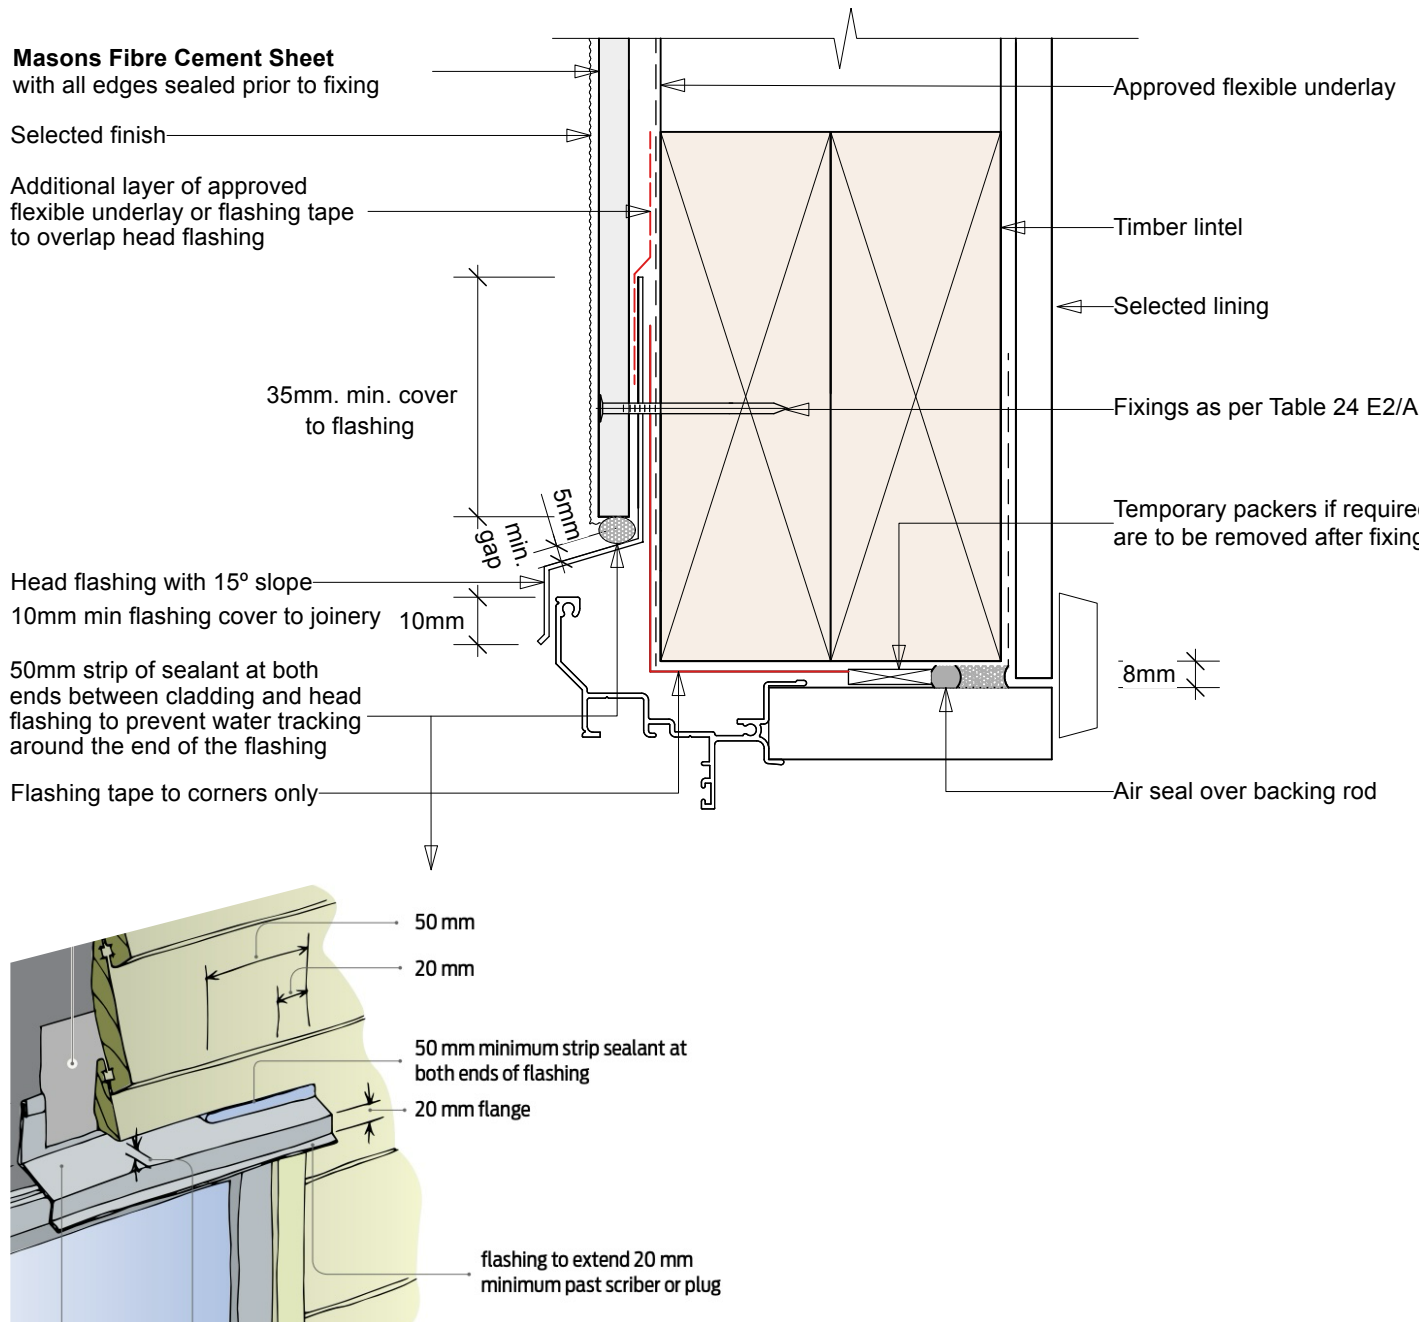 Masons Fibre Cement Sheet
with all edges sealed prior to fixing
Selected finish
Additional layer of approved
flexible underlay or flashing tape
to overlap head flashing
35mm. min. cover
to flashing
5mm
min.
gap
Head flashing with 15º slope
10mm min flashing cover to joinery
10mm
50mm strip of sealant at both
ends between cladding and head
flashing to prevent water tracking
around the end of the flashing
Flashing tape to corners only
Approved flexible underlay
Timber lintel
Selected lining
Fixings as per Table 24 E2/A
Temporary packers if require
are to be removed after fixing
8mm
Air seal over backing rod
50 mm
20 mm
50 mm minimum strip sealant at
both ends of flashing
20 mm flange
flashing to extend 20 mm
minimum past scriber or plug